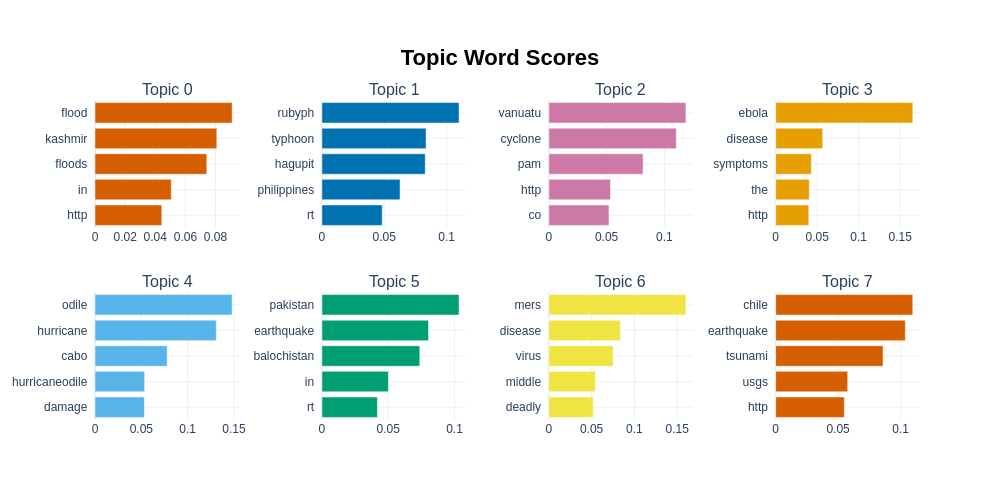 Topic Word Scores
Topic 0
flood
kashmir
floods
in
http
0 0.02 0.04 0.06 0.08
Topic 1
rubyph
typhoon
hagupit
philippines
rt
0 0.05 0.1
Topic 2
vanuatu
cyclone
pam
http
co
0 0.05 0.1
Topic 3
ebola
disease
symptoms
the
http
0 0.05 0.1 0.15
Topic 4
odile
hurricane
cabo
hurricaneodile
damage
0 0.05 0.1 0.15
Topic 5
pakistan
earthquake
balochistan
in
rt
0 0.05 0.1
Topic 6
mers
disease
virus
middle
deadly
0 0.05 0.1 0.15
Topic 7
chile
earthquake
tsunami
usgs
http
0 0.05 0.1